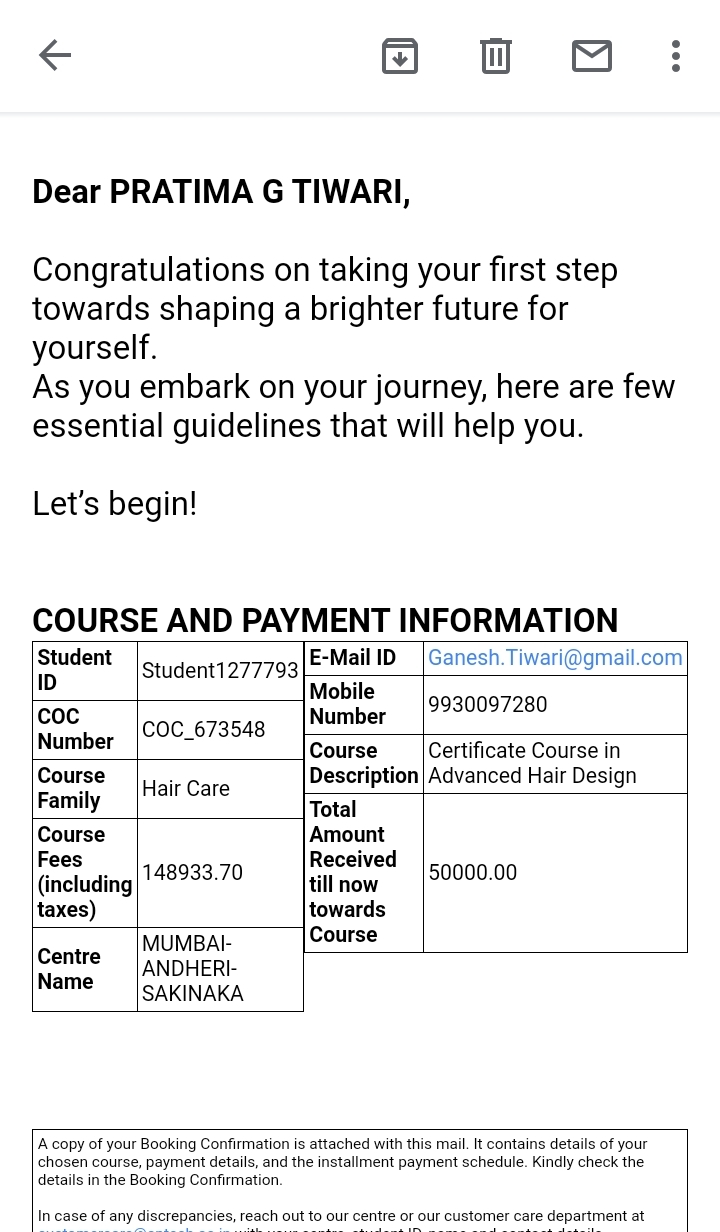 Dear PRATIMA G TIWARI,
Congratulations on taking your first step
towards shaping a brighter future for
yourself.
As you embark on your journey, here are few
essential guidelines that will help you.
Let’s begin!
COURSE AND PAYMENT INFORMATION
Student
ID
Student1277793
COC
Number
COC_673548
Course
Family
Hair Care
Course
Fees
(including
taxes)
148933.70
Centre
Name
MUMBAI-
ANDHERI-
SAKINAKA
E-Mail ID
Ganesh.Tiwari@gmail.com
Mobile
Number
9930097280
Course
Description
Certificate Course in
Advanced Hair Design
Total
Amount
Received
till now
towards
Course
50000.00
A copy of your Booking Confirmation is attached with this mail. It contains details of your
chosen course, payment details, and the installment payment schedule. Kindly check the
details in the Booking Confirmation.
In case of any discrepancies, reach out to our centre or our customer care department at
customercare@aptech.ac.in with your centre, student ID, name and contact details.